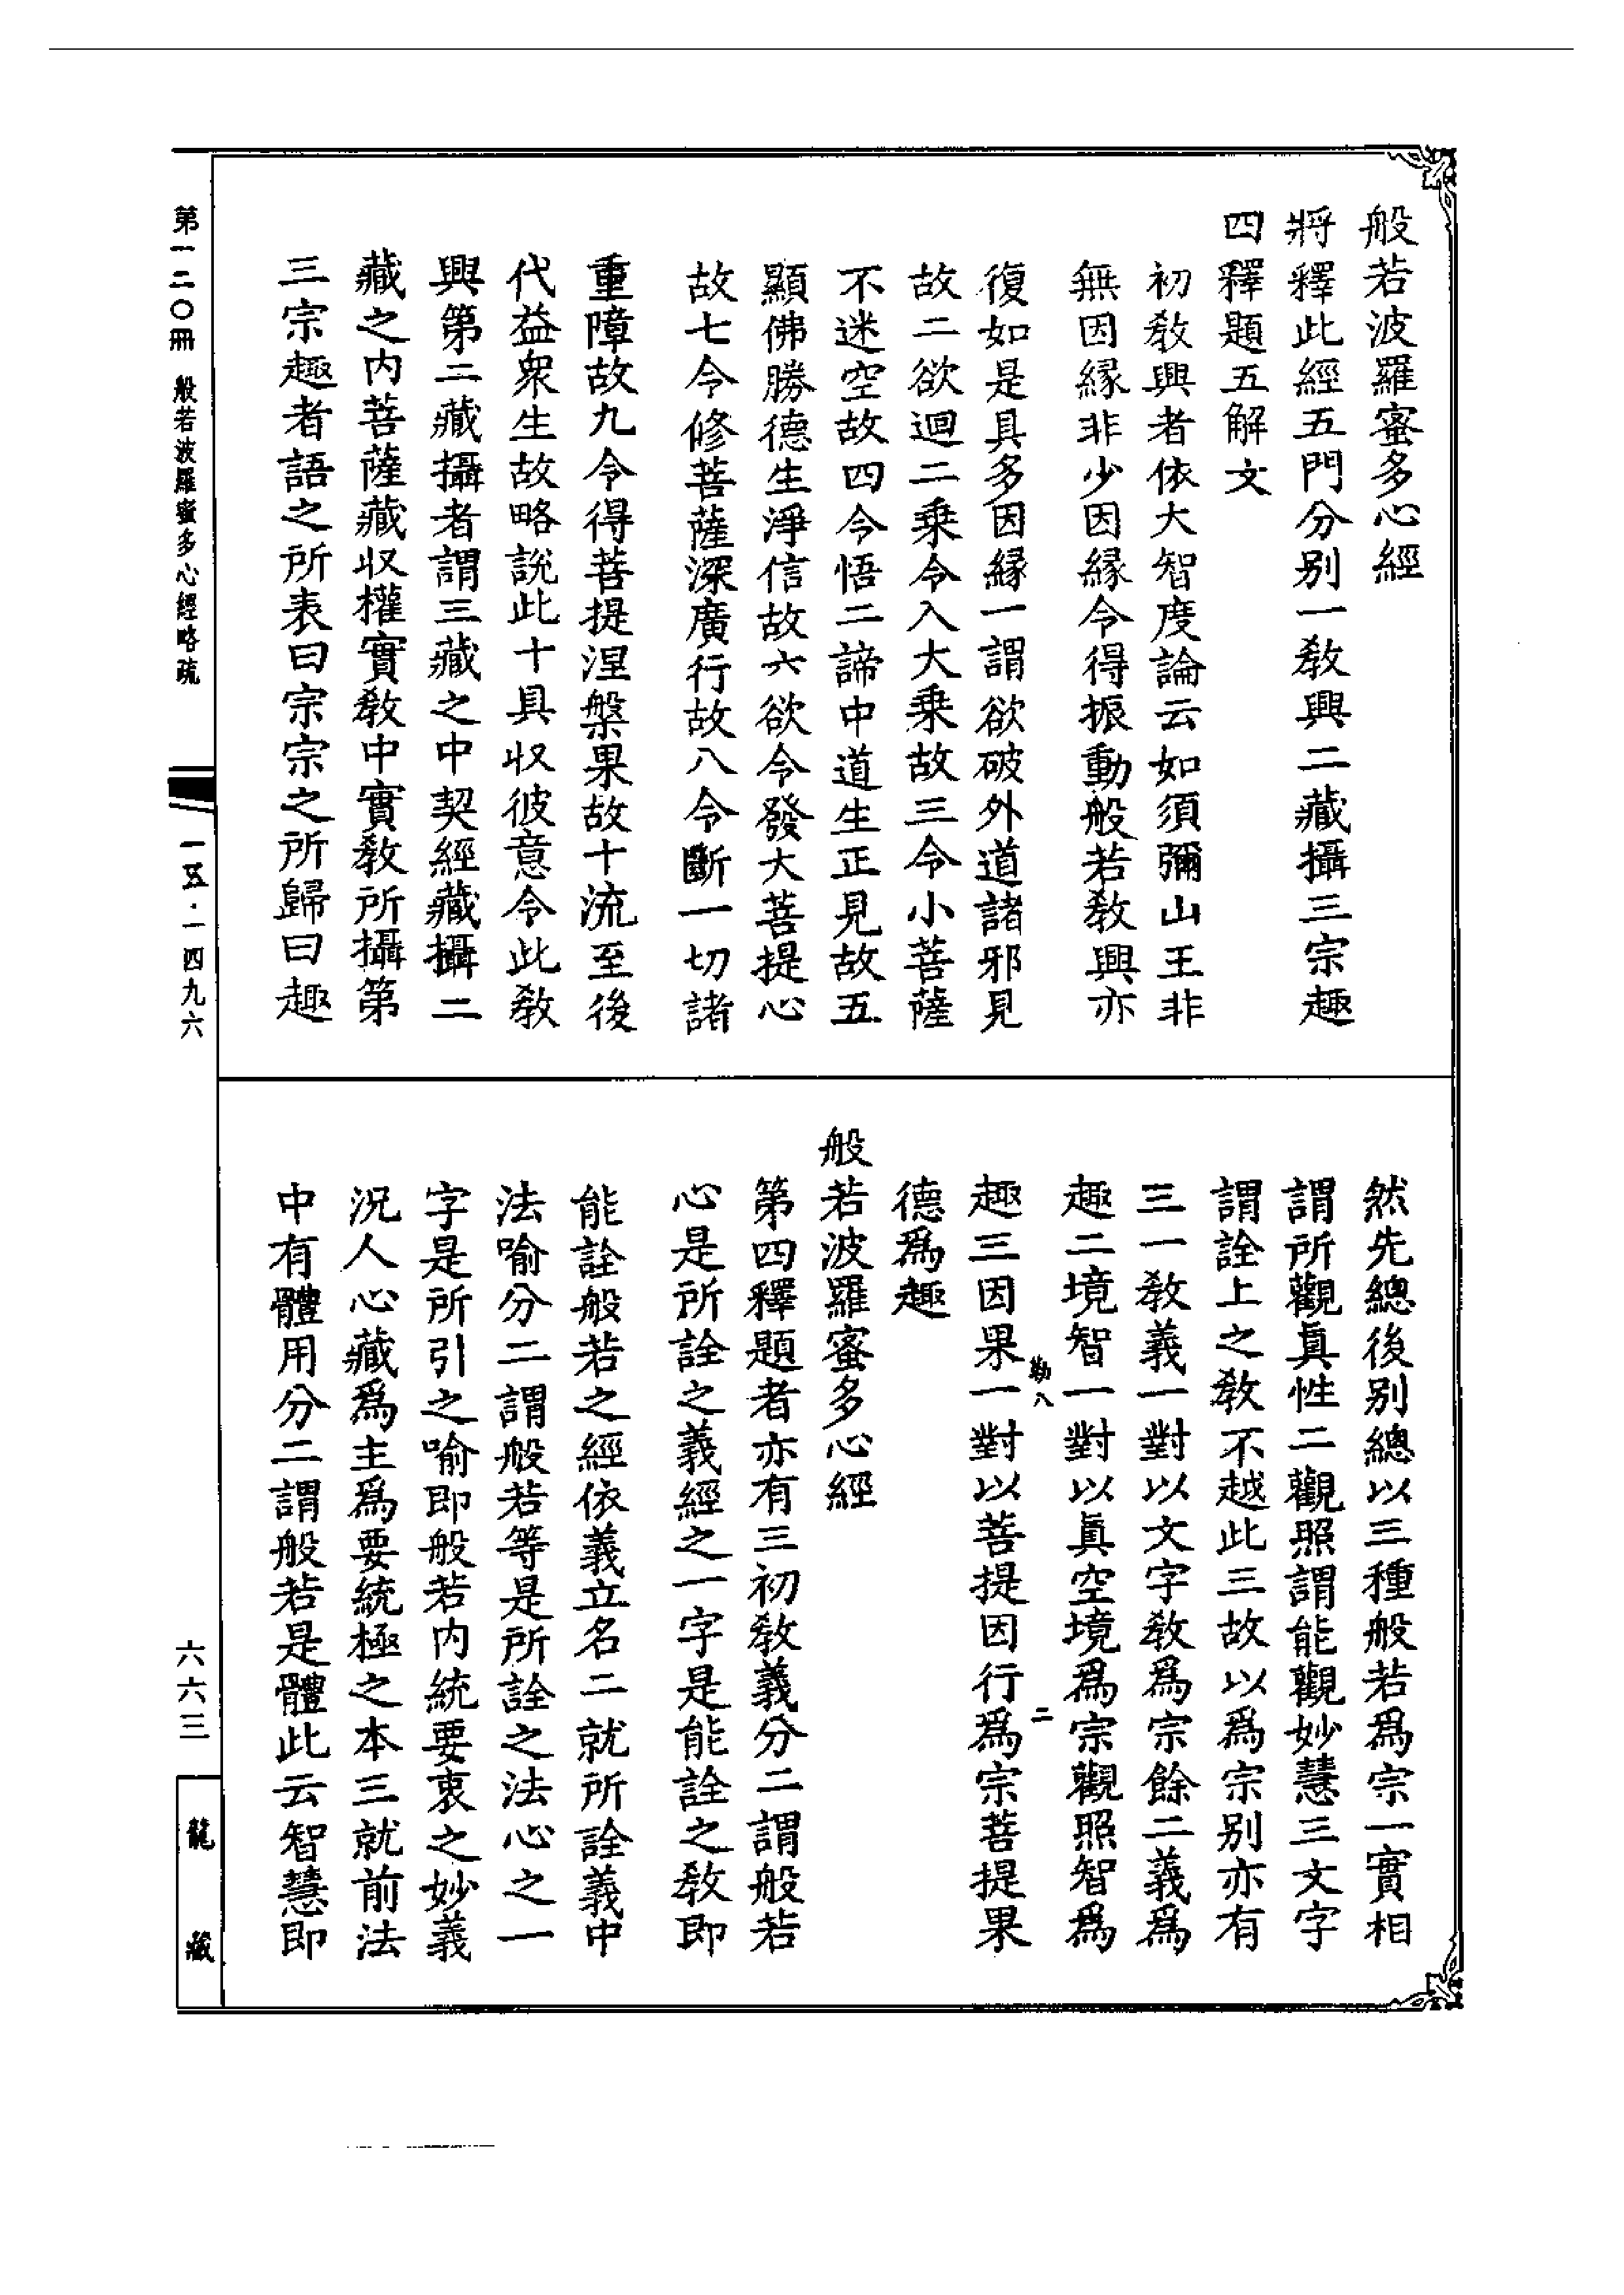 般若波羅蜜多心經
將釋此經五門分别一教興二藏攝三宗趣
四釋題五解文
初教興者依大智度論云如須彌山王非
無因緣非少因緣令得振動般若教興亦
復如是具多因緣一謂欲破外道諸邪見
故二欲迴二乗令入大乗故三令小菩薩
不迷空故四令悟二諦中道生正見故五
顯佛勝德生淨信故六欲令發大菩提心
故七令修菩薩深廣行故八令斷一切諸
重障故九令得菩提涅槃果故十流至後
代益衆生故略説此十具収彼意令此教
興第二藏攝者謂三藏之中契經藏攝二
藏之内菩薩藏収權實教中實教所攝第
三宗趣者語之所表曰宗宗之所歸曰趣
然先總後别總以三種般若爲宗一實相
謂所觀眞性二觀照謂能觀妙慧三文字
謂詮上之教不越此三故以爲宗别亦有
三一教義一對以文字教爲宗餘二義爲
趣二境智一對以眞空境爲宗觀照智爲
勒八 二
趣三因果一對以菩提因行爲宗菩提果
德爲趣
般若波羅蜜多心經
第四釋題者亦有三初教義分二謂般若
心是所詮之義經之一字是能詮之教即
能詮般若之經依義立名二就所詮義中
法喻分二謂般若等是所詮之法心之一
字是所引之喻即般若内統要衷之妙義
況人心藏爲主爲要統極之本三就前法
中有體用分二謂般若是體此云智慧即
第一二〇冊 般若波羅蜜多心經略疏
一五·一四九六
六六三
龍藏